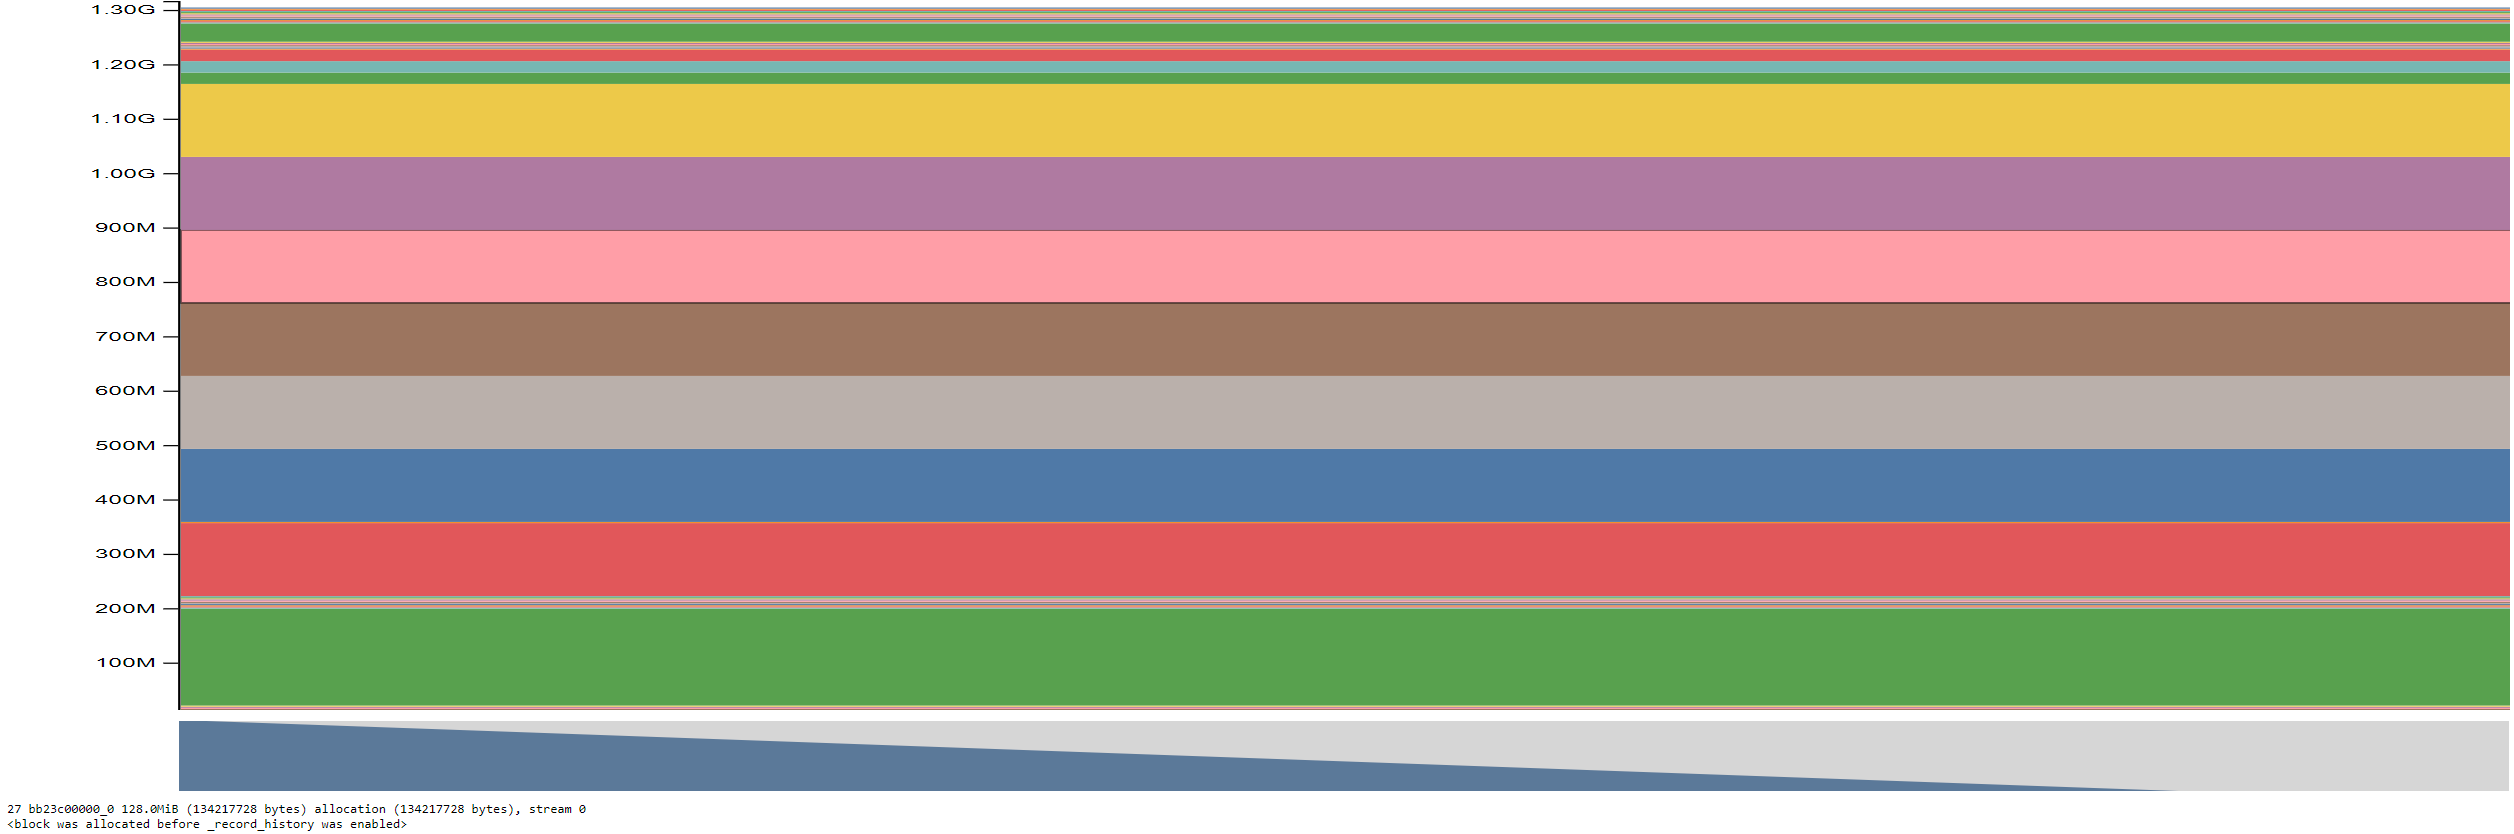 1.30G
1.20G
1.10G
1.00G
900M
800M
700M
600M
500M
400M
300M
200M
100M
27 bb23c00000_0 128.0MiB (134217728 bytes) allocation (134217728 bytes), stream 0
<block was allocated before _record_history was enabled>